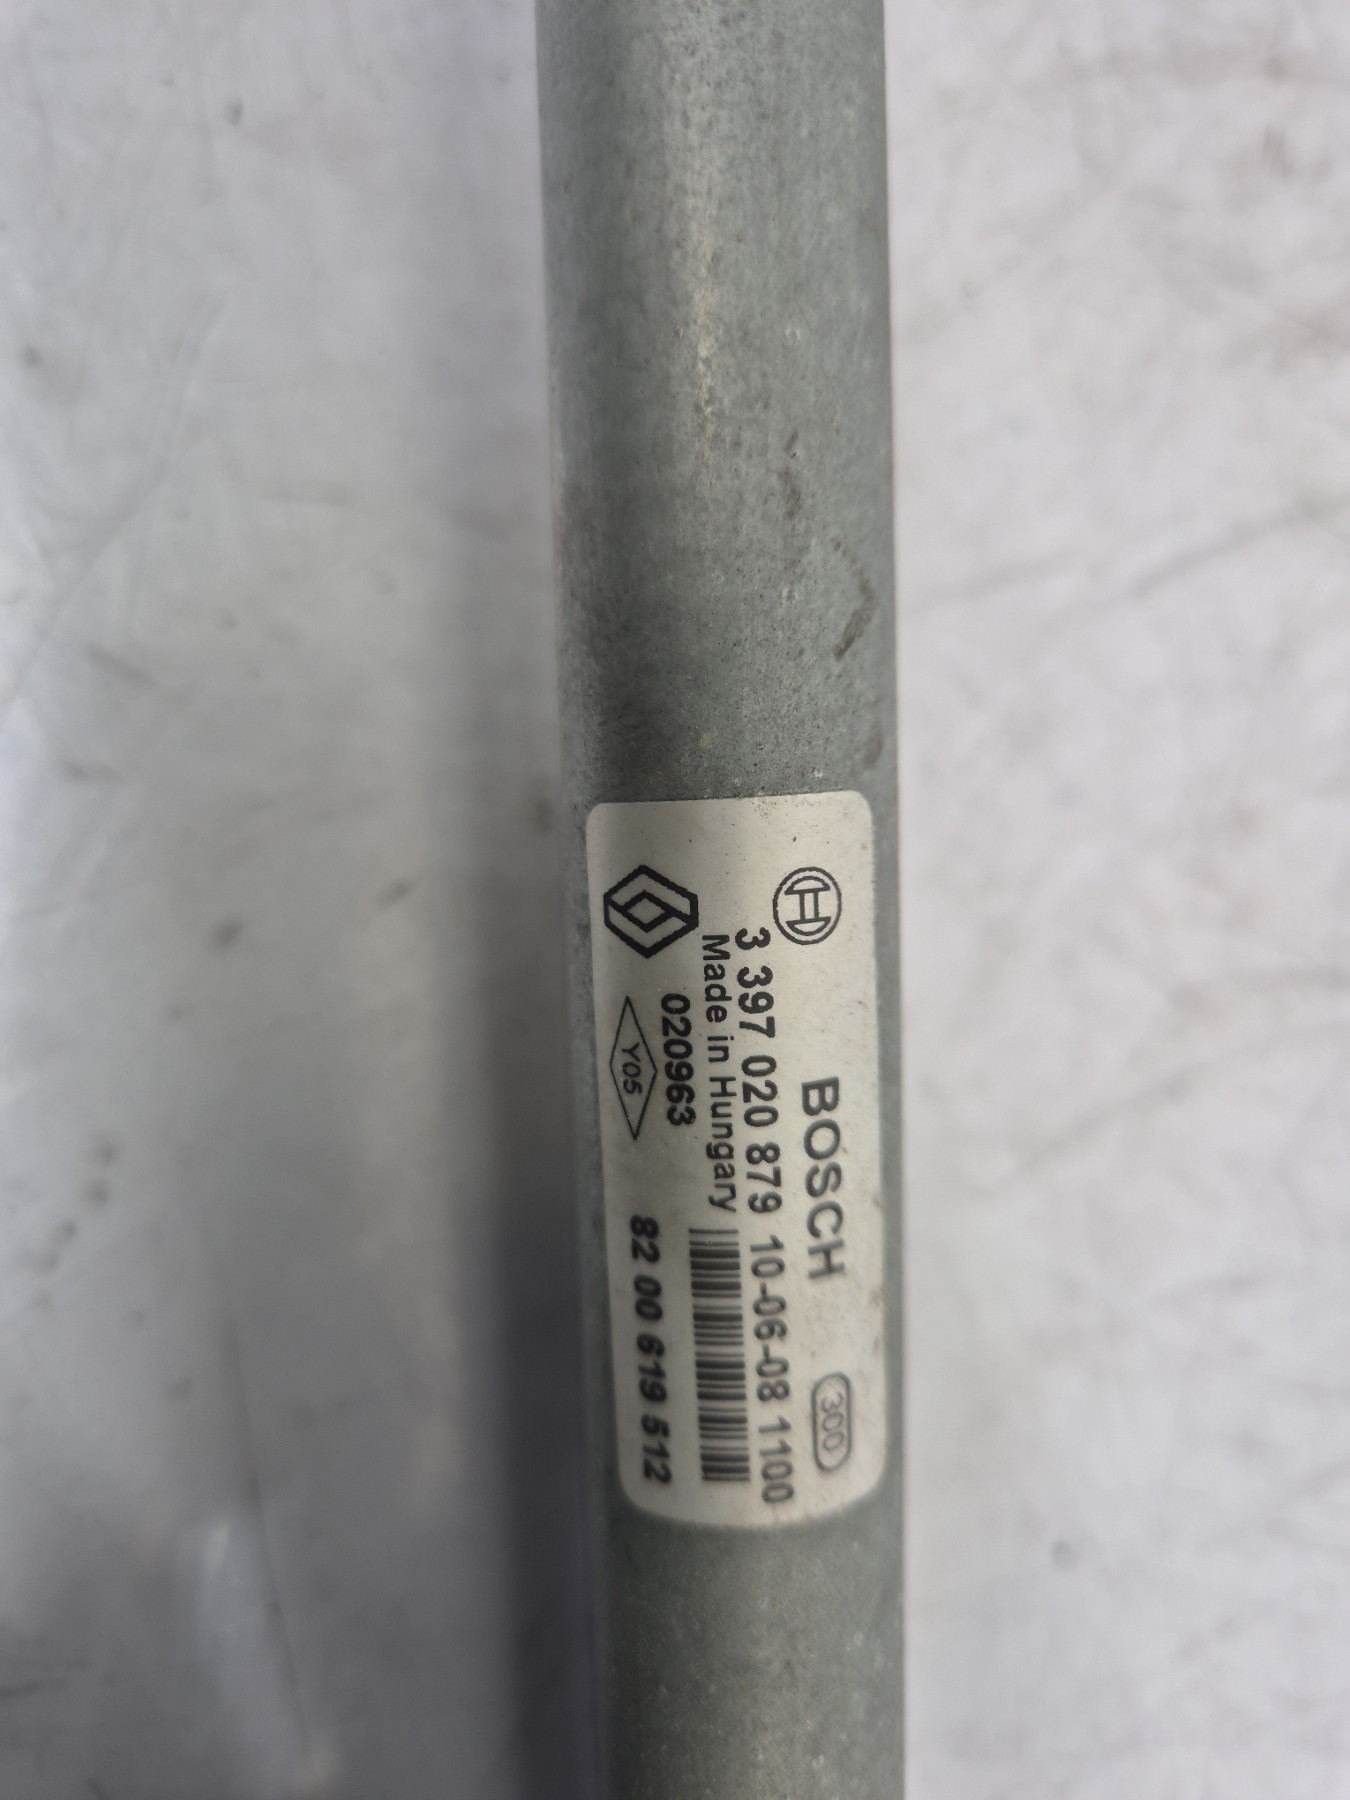 BOSCH
300
3 397 020 879 10-06-08 1100
Made in Hungary
020963
Y05
82 00 619 512